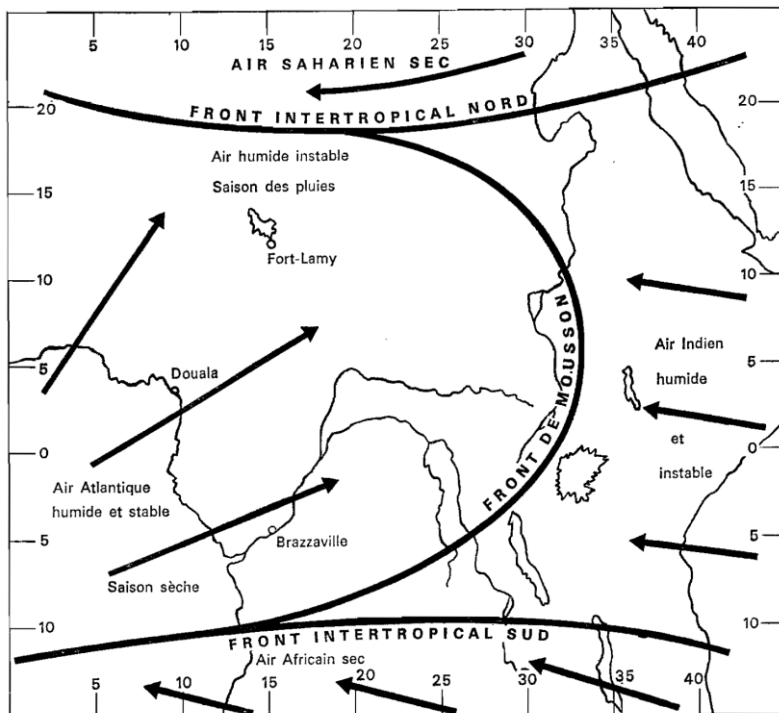 5 10 15 20 25 30 35 40
AIR SAHARIEN SEC
FRONT INTERTROPICAL NORD
20 20
Air humide instable
Saison des pluies
15 15
Fort-Lamy
10 10
FRONT DE MOUSSON
Air Indien
humide
et
instable
5 5
Douala
0 0
Air Atlantique
humide et stable
Brazzaville
5 5
Saison sèche
10 10
FRONT INTERTROPICAL SUD
Air Africain sec
5 10 15 20 25 30 35 40